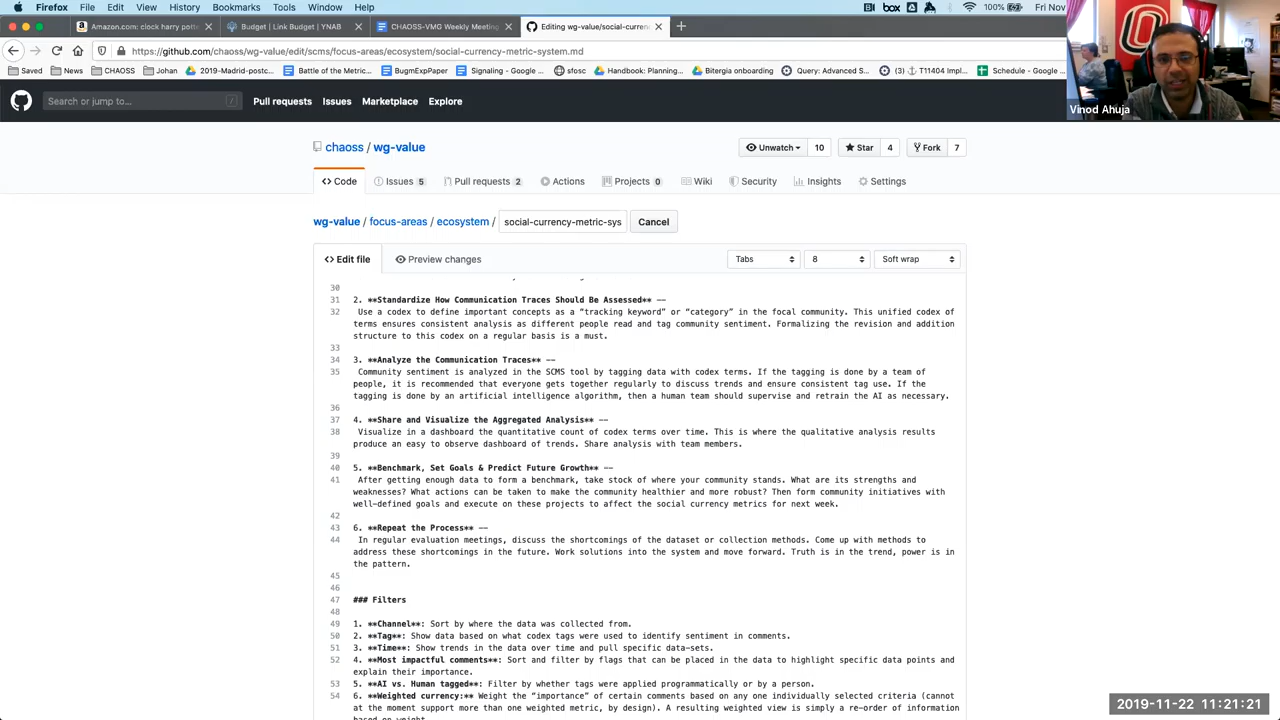 Firefox File Edit View History Bookmarks Tools Window Help box 100% Fri Nov
Amazon.com: clock harry pott Budget | Link Budget | YNAB CHAOSS-VMG Weekly Meeting Editing wg-value/social-curren
https://github.com/chaoss/wg-value/edit/scms/focus-areas/ecosystem/social-currency-metric-system.md
Saved News CHAOSS Johan 2019-Madrid-postc... Battle of the Metric... BugmExpPaper Signaling - Google ... sfosc Handbook: Planning... Bitergia onboarding Query: Advanced S... (3) T11404 Impl... Schedule - Google ...
Search or jump to... / Pull requests Issues Marketplace Explore
Vinod Ahuja
chaoss / wg-value Unwatch 10 Star 4 Fork 7
Code Issues 5 Pull requests 2 Actions Projects 0 Wiki Security Insights Settings
wg-value / focus-areas / ecosystem / social-currency-metric-sys Cancel
Edit file Preview changes Tabs 8 Soft wrap
30
31 2. **Standardize How Communication Traces Should Be Assessed** --
32 Use a codex to define important concepts as a “tracking keyword” or “category” in the focal community. This unified codex of
terms ensures consistent analysis as different people read and tag community sentiment. Formalizing the revision and addition
structure to this codex on a regular basis is a must.
33
34 3. **Analyze the Communication Traces** --
35 Community sentiment is analyzed in the SCMS tool by tagging data with codex terms. If the tagging is done by a team of
people, it is recommended that everyone gets together regularly to discuss trends and ensure consistent tag use. If the
tagging is done by an artificial intelligence algorithm, then a human team should supervise and retrain the AI as necessary.
36
37 4. **Share and Visualize the Aggregated Analysis** --
38 Visualize in a dashboard the quantitative count of codex terms over time. This is where the qualitative analysis results
produce an easy to observe dashboard of trends. Share analysis with team members.
39
40 5. **Benchmark, Set Goals & Predict Future Growth** --
41 After getting enough data to form a benchmark, take stock of where your community stands. What are its strengths and
weaknesses? What actions can be taken to make the community healthier and more robust? Then form community initiatives with
well-defined goals and execute on these projects to affect the social currency metrics for next week.
42
43 6. **Repeat the Process** --
44 In regular evaluation meetings, discuss the shortcomings of the dataset or collection methods. Come up with methods to
address these shortcomings in the future. Work solutions into the system and move forward. Truth is in the trend, power is in
the pattern.
45
46
47 ### Filters
48
49 1. **Channel**: Sort by where the data was collected from.
50 2. **Tag**: Show data based on what codex tags were used to identify sentiment in comments.
51 3. **Time**: Show trends in the data over time and pull specific data-sets.
52 4. **Most impactful comments**: Sort and filter by flags that can be placed in the data to highlight specific data points and
explain their importance.
53 5. **AI vs. Human tagged**: Filter by whether tags were applied programmatically or by a person.
54 6. **Weighted currency:** Weight the “importance” of certain comments based on any one individually selected criteria (cannot
at the moment support more than one weighted metric, by design). A resulting weighted view is simply a re-order of information
based on weight.
2019-11-22 11:21:21